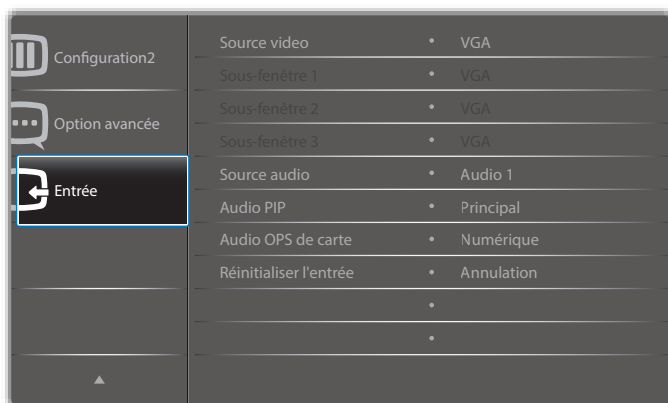 Configuration2
Option avancée
Entrée
Source video • VGA
Sous-fenêtre 1 VGA
Sous-fenêtre 2 VGA
Sous-fenêtre 3 VGA
Source audio • Audio 1
Audio PIP • Principal
Audio OPS de carte • Numérique
Réinitialiser l'entrée • Annulation